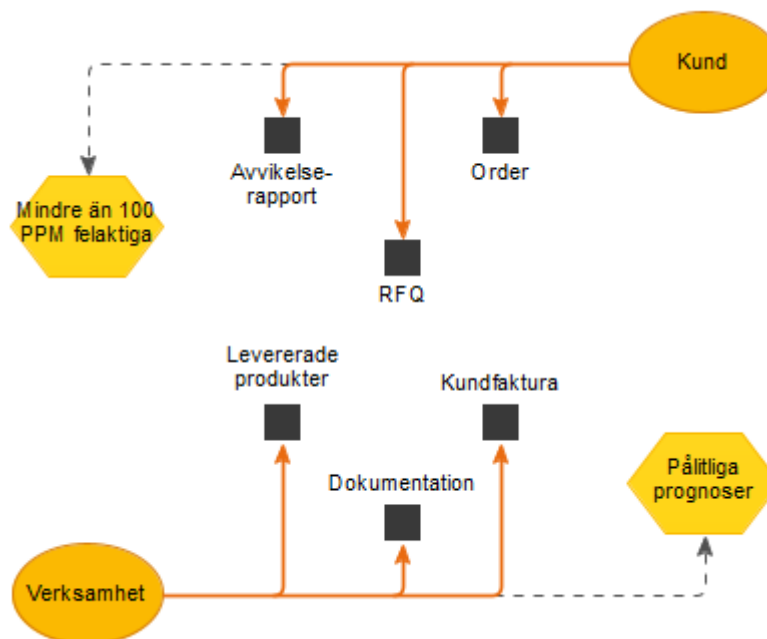 Kund
Avvikelse-
rapport
Order
Mindre än 100
PPM felaktiga
RFQ
Levererade
produkter
Kundfaktura
Pålitliga
prognoser
Dokumentation
Verksamhet